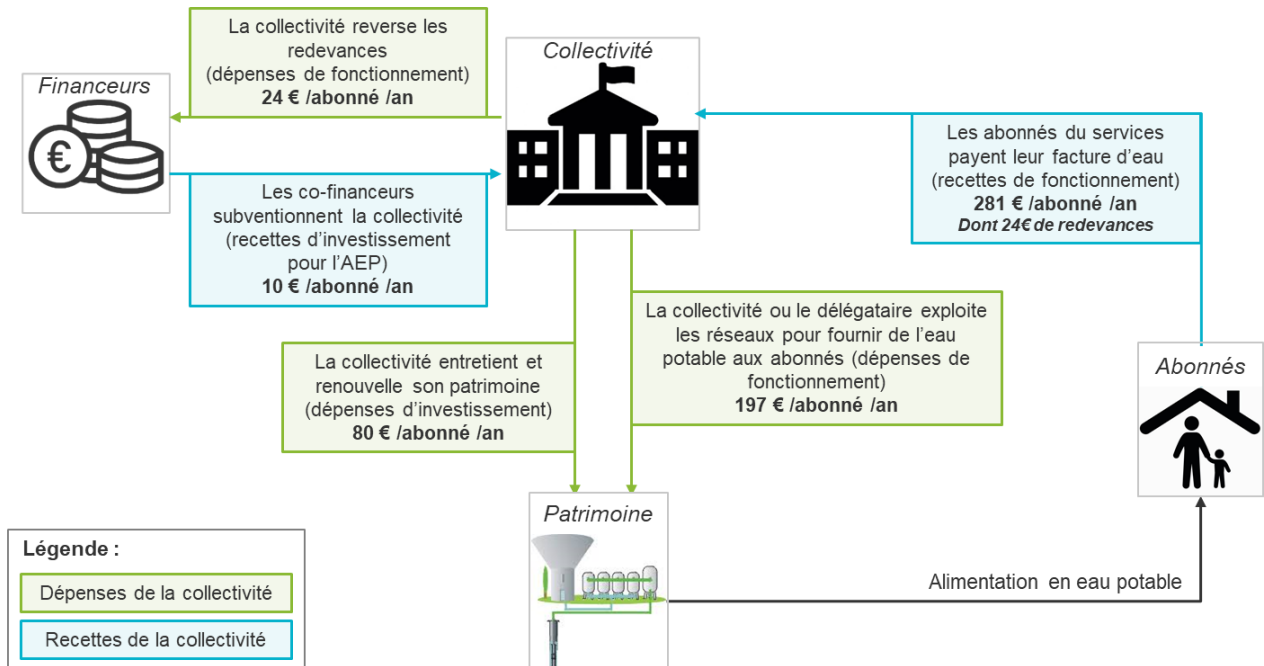 La collectivité reverse les
redevances
(dépenses de fonctionnement)
24 € /abonné /an
Collectivité
Financeurs
€
Les abonnés du services
payent leur facture d’eau
(recettes de fonctionnement)
281 € /abonné /an
Dont 24€ de redevances
Les co-financeurs
subventionnent la collectivité
(recettes d’investissement
pour l’AEP)
10 € /abonné /an
La collectivité ou le délégataire exploite
les réseaux pour fournir de l’eau
potable aux abonnés (dépenses de
fonctionnement)
197 € /abonné /an
La collectivité entretient et
renouvelle son patrimoine
(dépenses d’investissement)
80 € /abonné /an
Abonnés
Patrimoine
Alimentation en eau potable
Légende :
Dépenses de la collectivité
Recettes de la collectivité